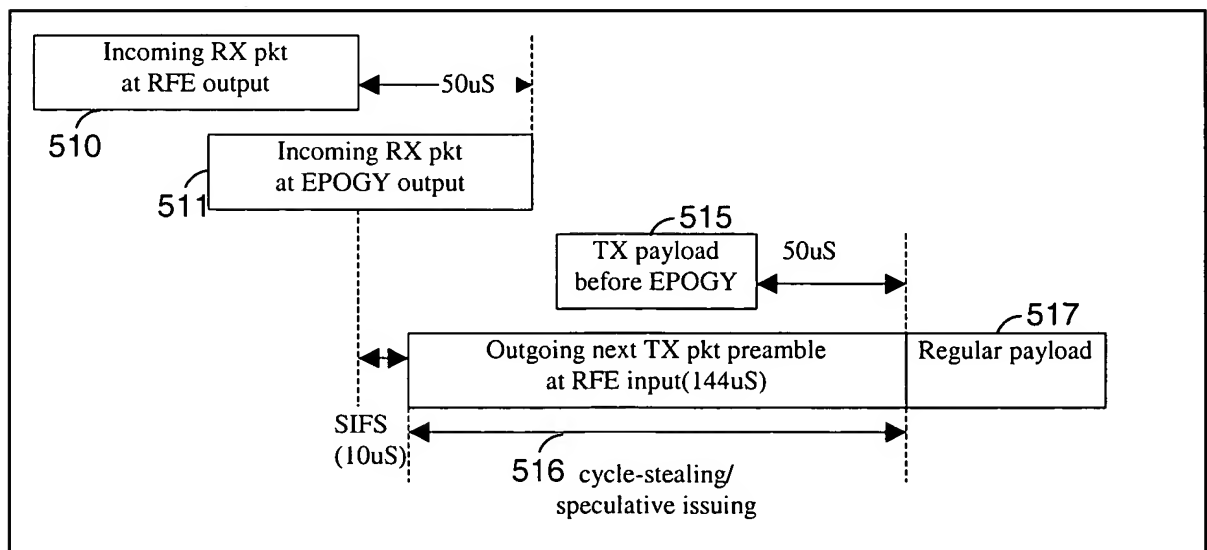 Incoming RX pkt
at RFE output
50uS
510
Incoming RX pkt
at EPOGY output
511
515
TX payload
before EPOGY
50uS
517
Outgoing next TX pkt preamble
at RFE input(144uS)
Regular payload
SIFS
(10uS)
516 cycle-stealing/
speculative issuing